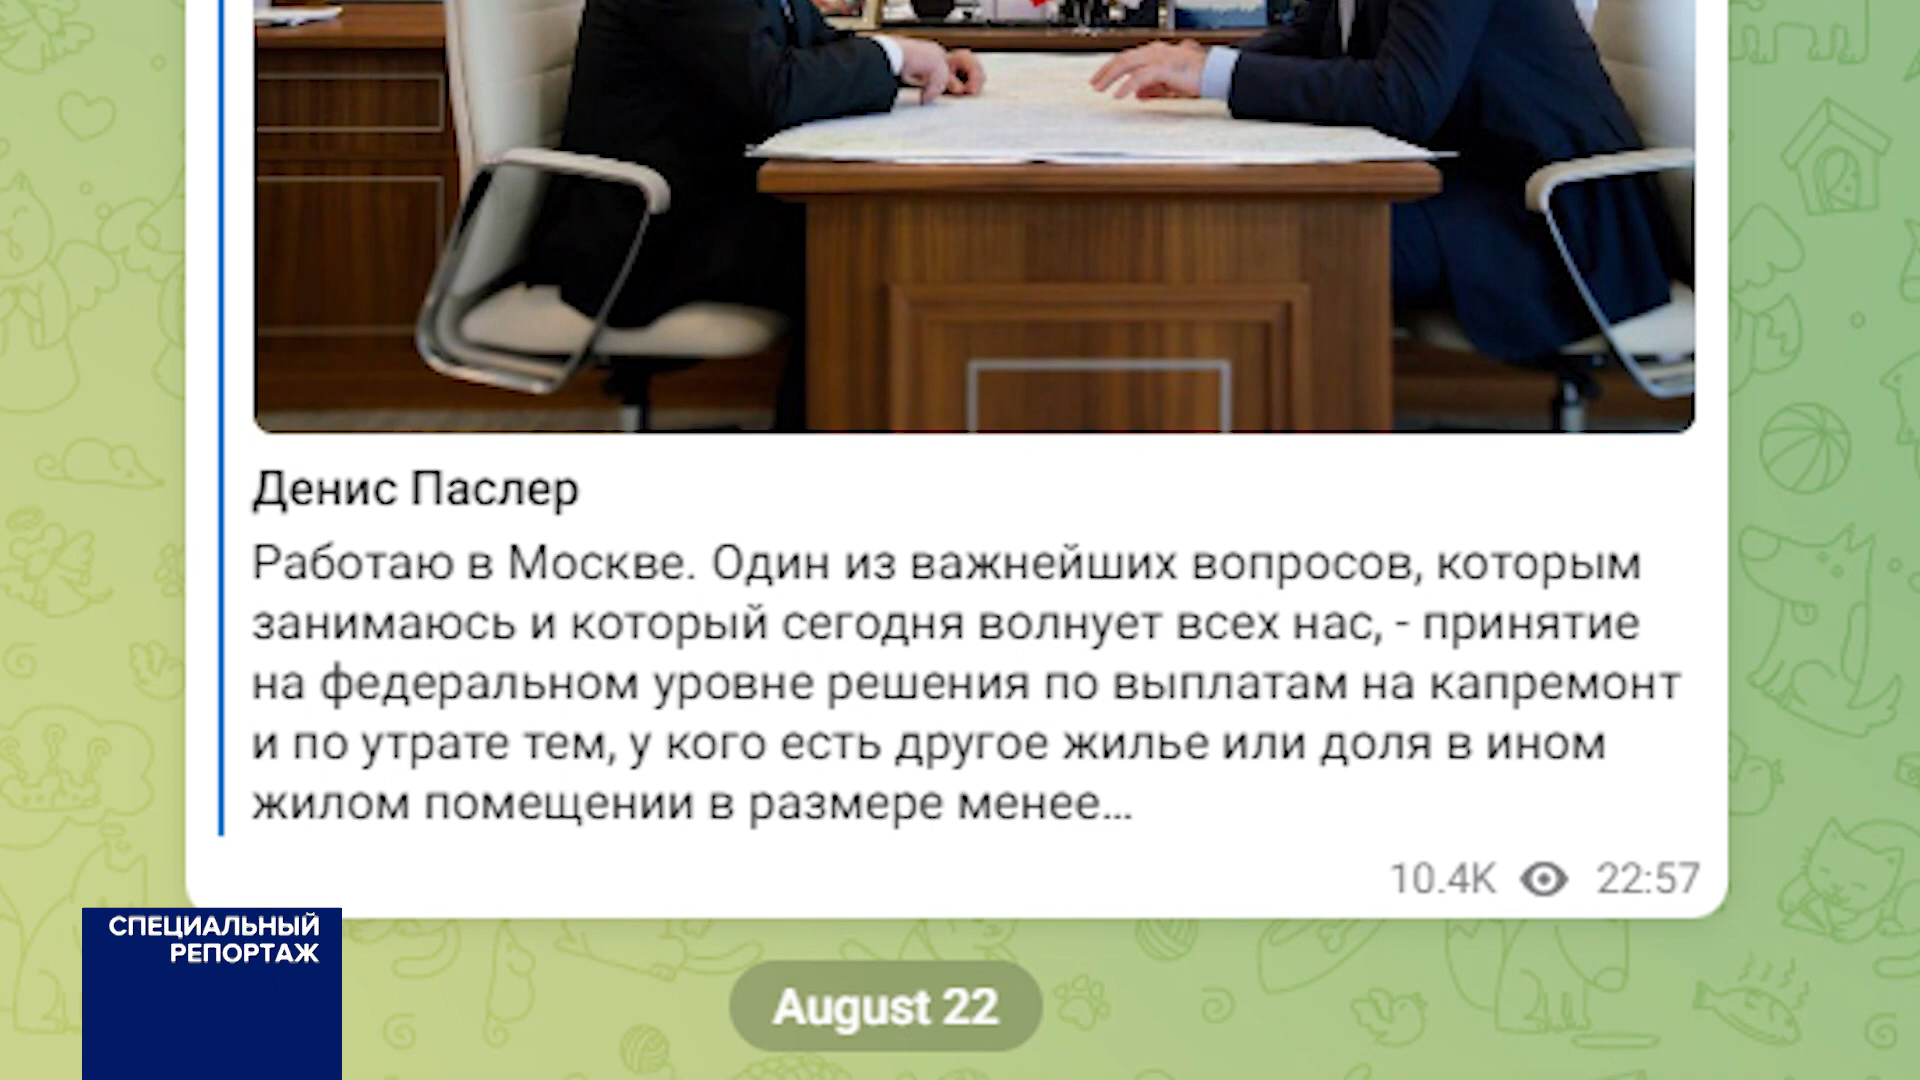 Денис Паслер
Работаю в Москве. Один из важнейших вопросов, которым
занимаюсь и который сегодня волнует всех нас, - принятие
на федеральном уровне решения по выплатам на капремонт
и по утрате тем, у кого есть другое жилье или доля в ином
жилом помещении в размере менее...
10.4K 22:57
СПЕЦИАЛЬНЫЙ
РЕПОРТАЖ
August 22